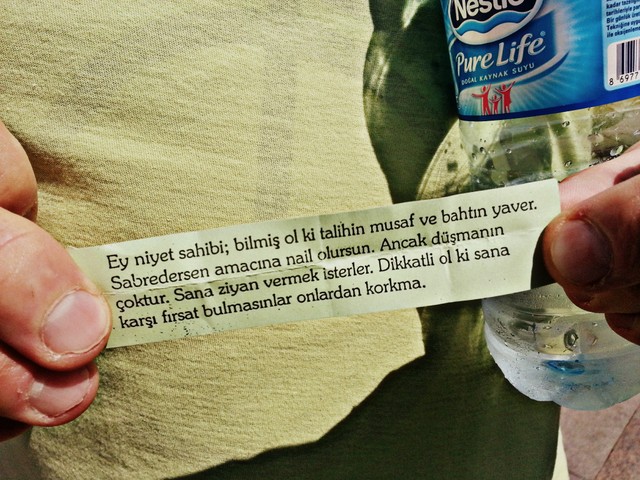 Nestlé
Pure Life
DOĞAL KAYNAK SUYU
Ey niyet sahibi; bilmiş ol ki talihin musaf ve bahtın yaver.
Sabredersen amacına nail olursun. Ancak düşmanın
çoktur. Sana ziyan vermek isterler. Dikkatli ol ki sana
karşı fırsat bulmasınlar onlardan korkma.